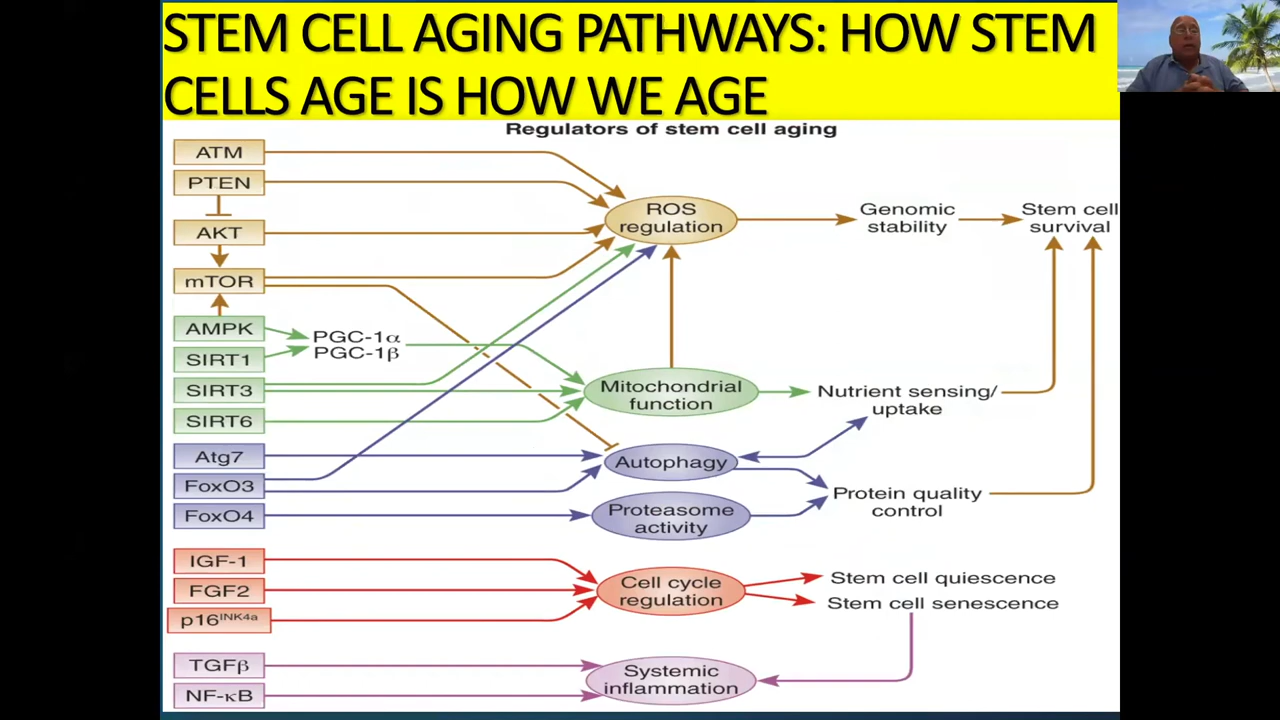 STEM CELL AGING PATHWAYS: HOW STEM
CELLS AGE IS HOW WE AGE
Regulators of stem cell aging
ATM
PTEN
AKT
mTOR
AMPK
SIRT1
SIRT3
SIRT6
Atg7
FoxO3
FoxO4
IGF-1
FGF2
p16INK4a
TGFβ
NF-κB
PGC-1α
PGC-1β
ROS
regulation
Mitochondrial
function
Autophagy
Proteasome
activity
Cell cycle
regulation
Systemic
inflammation
Genomic
stability
Stem cell
survival
Nutrient sensing/
uptake
Protein quality
control
Stem cell quiescence
Stem cell senescence